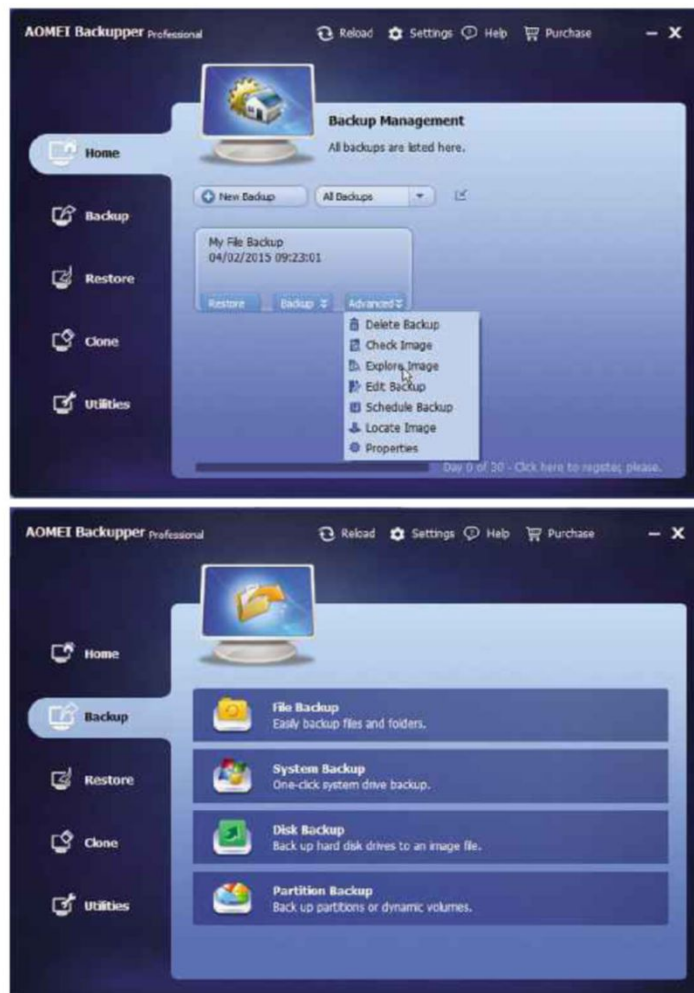 AOMEI Backupper Professional
Reload Settings Help Purchase
Backup Management
All backups are listed here.
Home
New Backup All Backups
Backup
My File Backup
04/02/2015 09:23:01
Restore
Restore Backup Advanced
Delete Backup
Check Image
Clone
Explore Image
Edit Backup
Utilities
Schedule Backup
Locate Image
Properties
Day 0 of 30 - Click here to register, please.
AOMEI Backupper Professional
Reload Settings Help Purchase
Home
Backup
File Backup
Easily backup files and folders.
Restore
System Backup
One-click system drive backup.
Clone
Disk Backup
Back up hard disk drives to an image file.
Utilities
Partition Backup
Back up partitions or dynamic volumes.